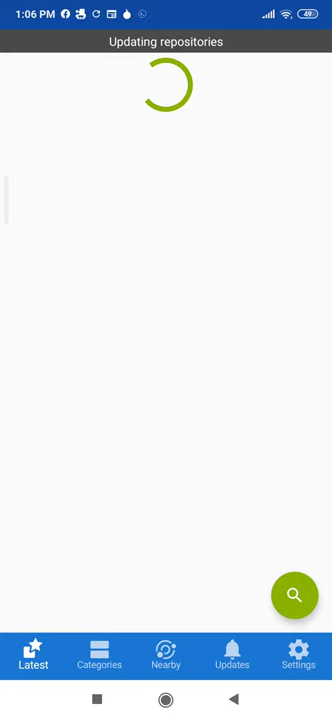 1:06 PM
49
Updating repositories
Latest
Categories
Nearby
Updates
Settings